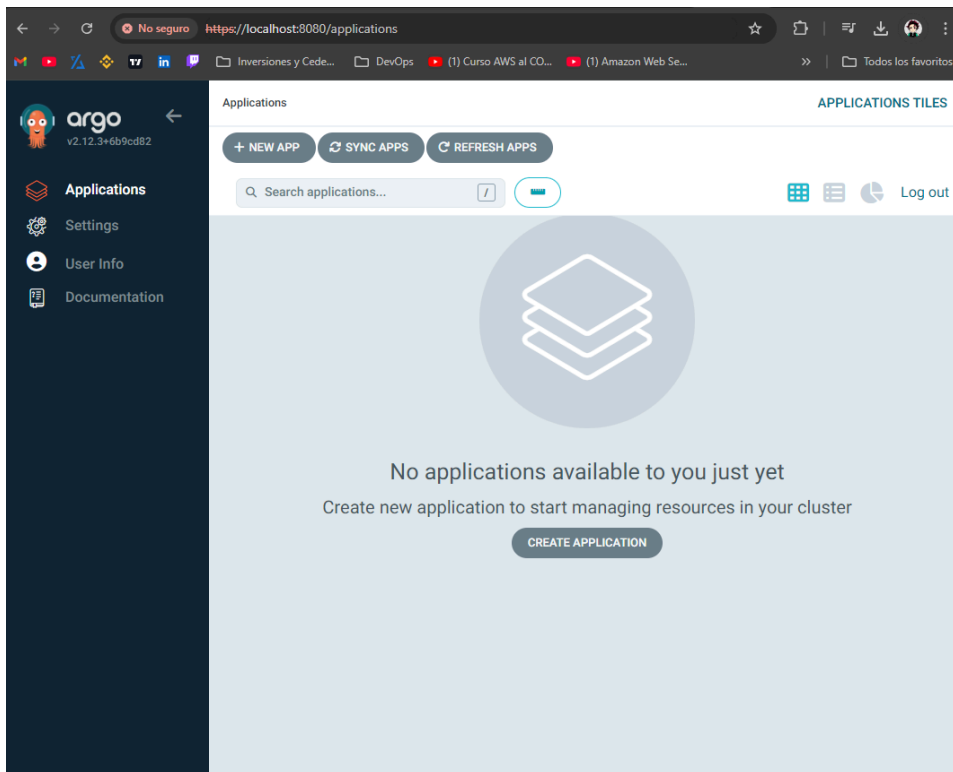 No seguro https://localhost:8080/applications
Inversiones y Cede... DevOps (1) Curso AWS al CO... (1) Amazon Web Se... » Todos los favoritos
argo
v2.12.3+6b9cd82
Applications
Settings
User Info
Documentation
Applications APPLICATIONS TILES
+ NEW APP SYNC APPS REFRESH APPS
Search applications... / Log out
No applications available to you just yet
Create new application to start managing resources in your cluster
CREATE APPLICATION